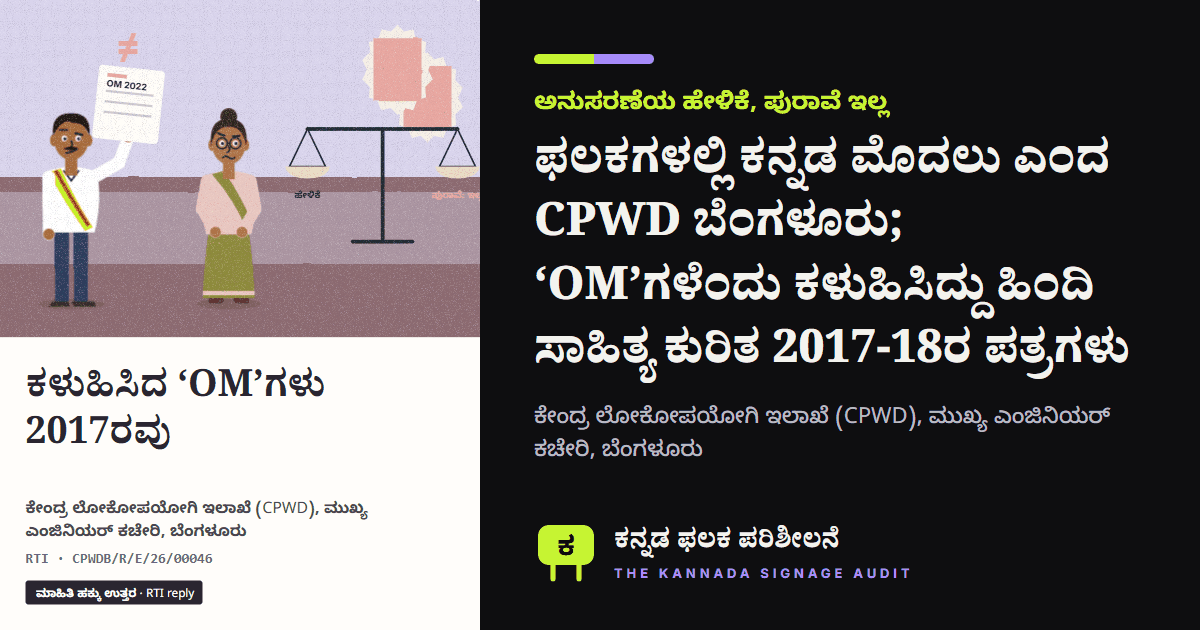 ≠
OM 2022
ಹೇಳಿಕೆ
ಕಳುಹಿಸಿದ ‘OM’ಗಳು
2017ರವು
ಕೇಂದ್ರ ಲೋಕೋಪಯೋಗಿ ಇಲಾಖೆ (CPWD), ಮುಖ್ಯ
ಎಂಜಿನಿಯರ್ ಕಚೇರಿ, ಬೆಂಗಳೂರು
RTI · CPWDB/R/E/26/00046
ಮಾಹಿತಿ ಹಕ್ಕು ಉತ್ತರ · RTI reply
ಅನುಸರಣೆಯ ಹೇಳಿಕೆ, ಪುರಾವೆ ಇಲ್ಲ
ಫಲಕಗಳಲ್ಲಿ ಕನ್ನಡ ಮೊದಲು ಎಂದ
CPWD ಬೆಂಗಳೂರು;
‘OM’ಗಳೆಂದು ಕಳುಹಿಸಿದ್ದು ಹಿಂದಿ
ಸಾಹಿತ್ಯ ಕುರಿತ 2017-18ರ ಪತ್ರಗಳು
ಕೇಂದ್ರ ಲೋಕೋಪಯೋಗಿ ಇಲಾಖೆ (CPWD), ಮುಖ್ಯ ಎಂಜಿನಿಯರ್
ಕಚೇರಿ, ಬೆಂಗಳೂರು
ಕ
ಕನ್ನಡ ಫಲಕ ಪರಿಶೀಲನೆ
THE KANNADA SIGNAGE AUDIT